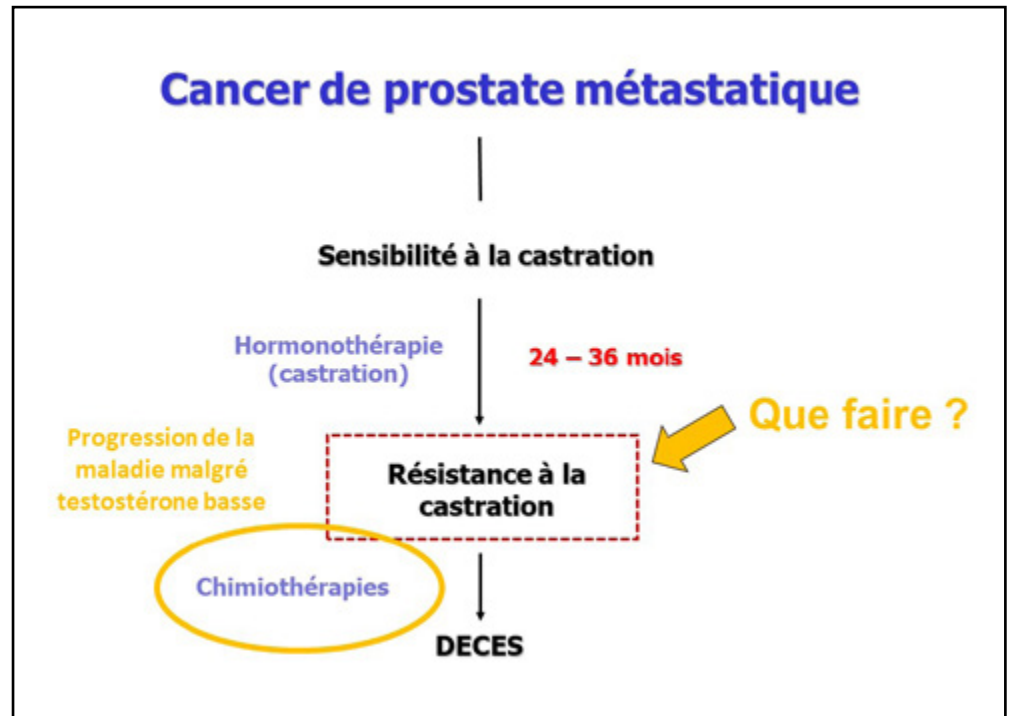 Cancer de prostate métastatique
Sensibilité à la castration
Hormonothérapie
(castration)
24 – 36 mois
Que faire ?
Progression de la
maladie malgré
testostérone basse
Résistance à la
castration
Chimiothérapies
DECES